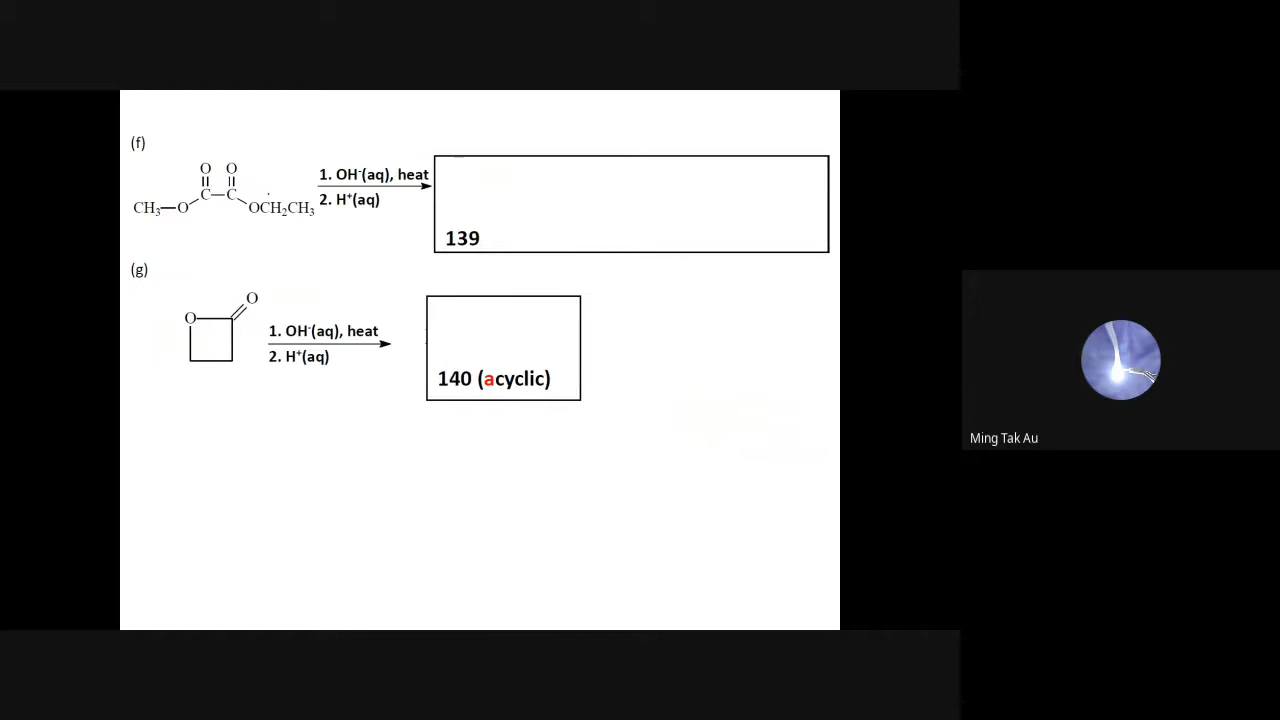 (f)
O O
C—C
CH₃—O OCH₂CH₃
1. OH⁻(aq), heat
2. H⁺(aq)
139
(g)
O
O
1. OH⁻(aq), heat
2. H⁺(aq)
140 (acyclic)
Ming Tak Au